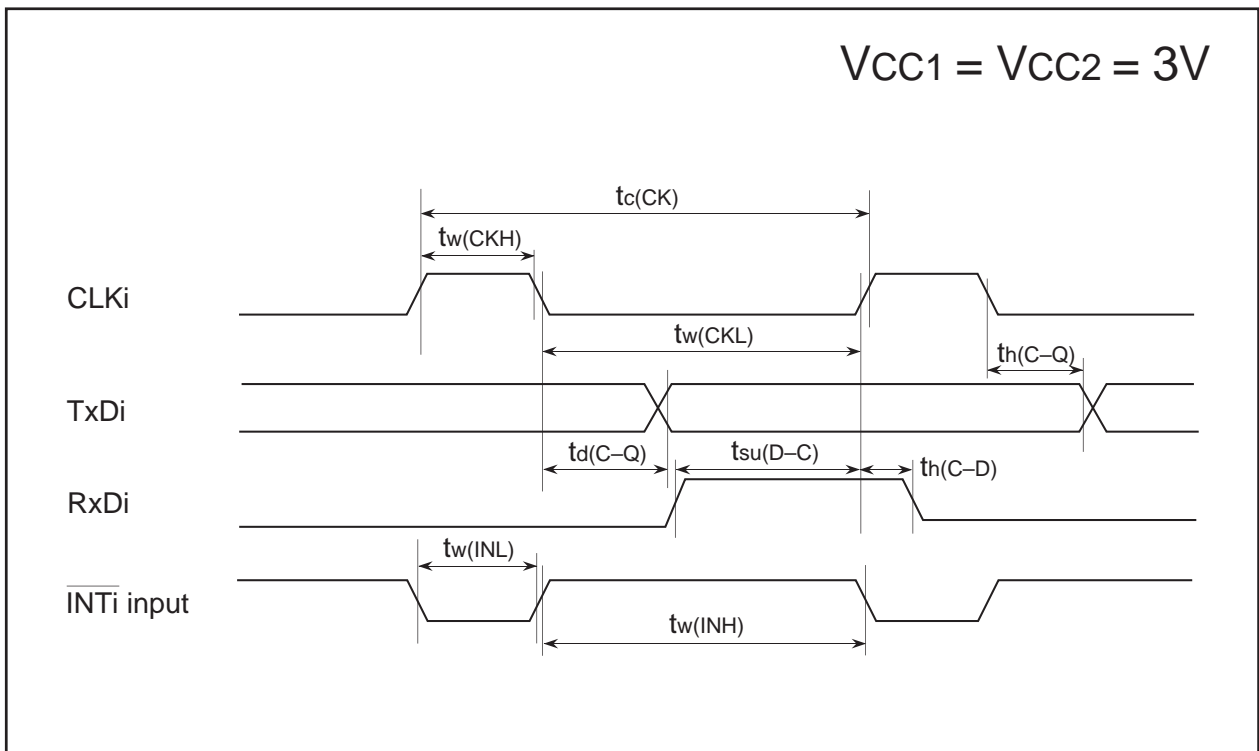 VCC1 = VCC2 = 3V
tc(CK)
tw(CKH)
CLKi
tw(CKL)
th(C–Q)
TxDi
td(C–Q)
tsu(D–C)
th(C–D)
RxDi
tw(INL)
INTi input
tw(INH)